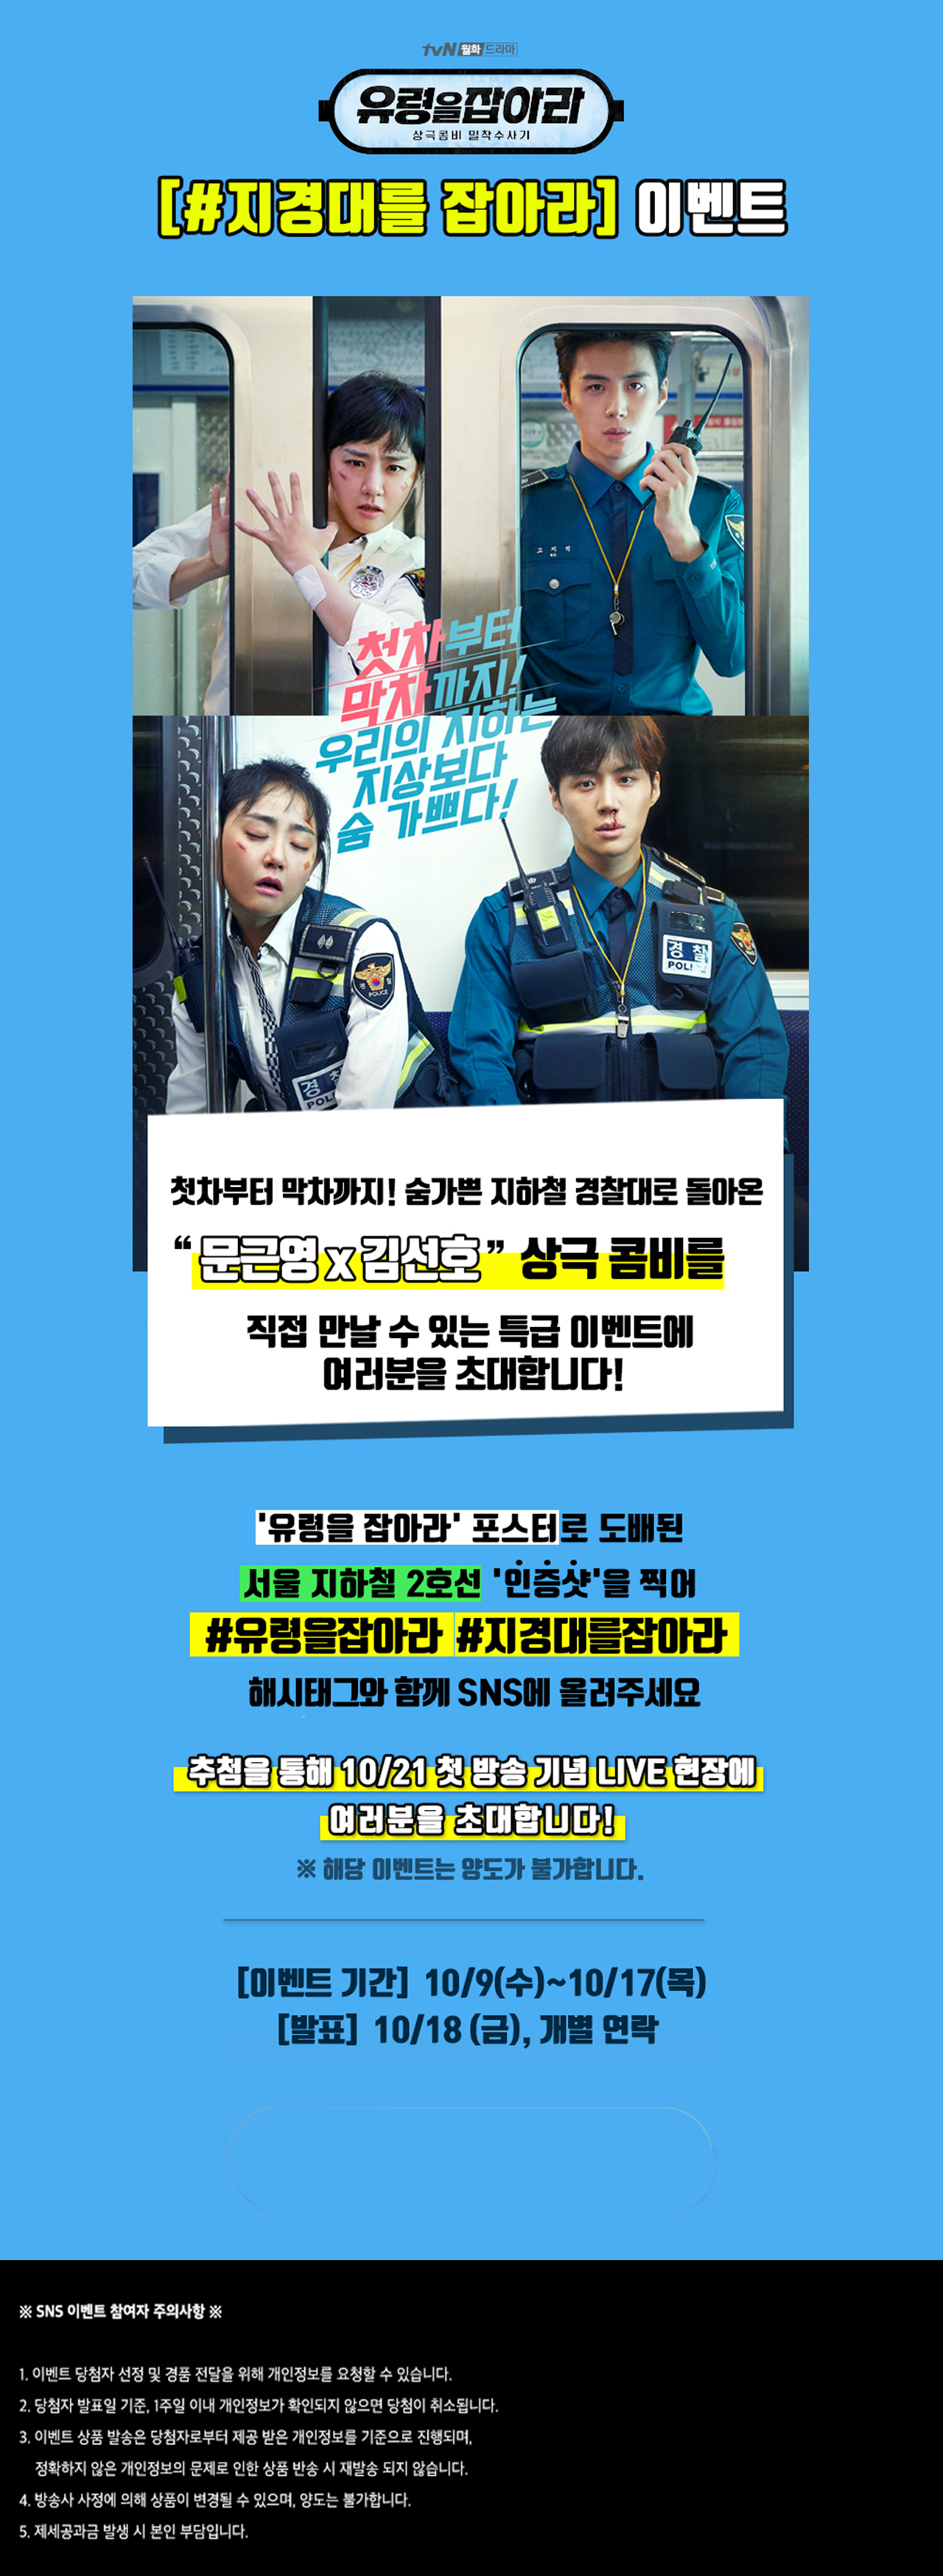 tvN 월화 드라마
유령을잡아라
상극콤비 밀착수사기
[#지경대를 잡아라] 이벤트
고지석
첫차부터
막차까지!
우리의 지하는
지상보다
숨 가쁘다!
경찰
POLICE
경찰
POLI
경찰
POL
첫차부터 막차까지! 숨가쁜 지하철 경찰대로 돌아온
“문근영 x 김선호” 상극 콤비를
직접 만날 수 있는 특급 이벤트에
여러분을 초대합니다!
'유령을 잡아라' 포스터로 도배된
서울 지하철 2호선 '인증샷'을 찍어
#유령을잡아라 #지경대를잡아라
해시태그와 함께 SNS에 올려주세요
추첨을 통해 10/21 첫 방송 기념 LIVE 현장에
여러분을 초대합니다!
※ 해당 이벤트는 양도가 불가합니다.
[이벤트 기간] 10/9(수)~10/17(목)
[발표] 10/18 (금), 개별 연락
※ SNS 이벤트 참여자 주의사항 ※
1. 이벤트 당첨자 선정 및 경품 전달을 위해 개인정보를 요청할 수 있습니다.
2. 당첨자 발표일 기준, 1주일 이내 개인정보가 확인되지 않으면 당첨이 취소됩니다.
3. 이벤트 상품 발송은 당첨자로부터 제공 받은 개인정보를 기준으로 진행되며,
정확하지 않은 개인정보의 문제로 인한 상품 반송 시 재발송 되지 않습니다.
4. 방송사 사정에 의해 상품이 변경될 수 있으며, 양도는 불가합니다.
5. 제세공과금 발생 시 본인 부담입니다.